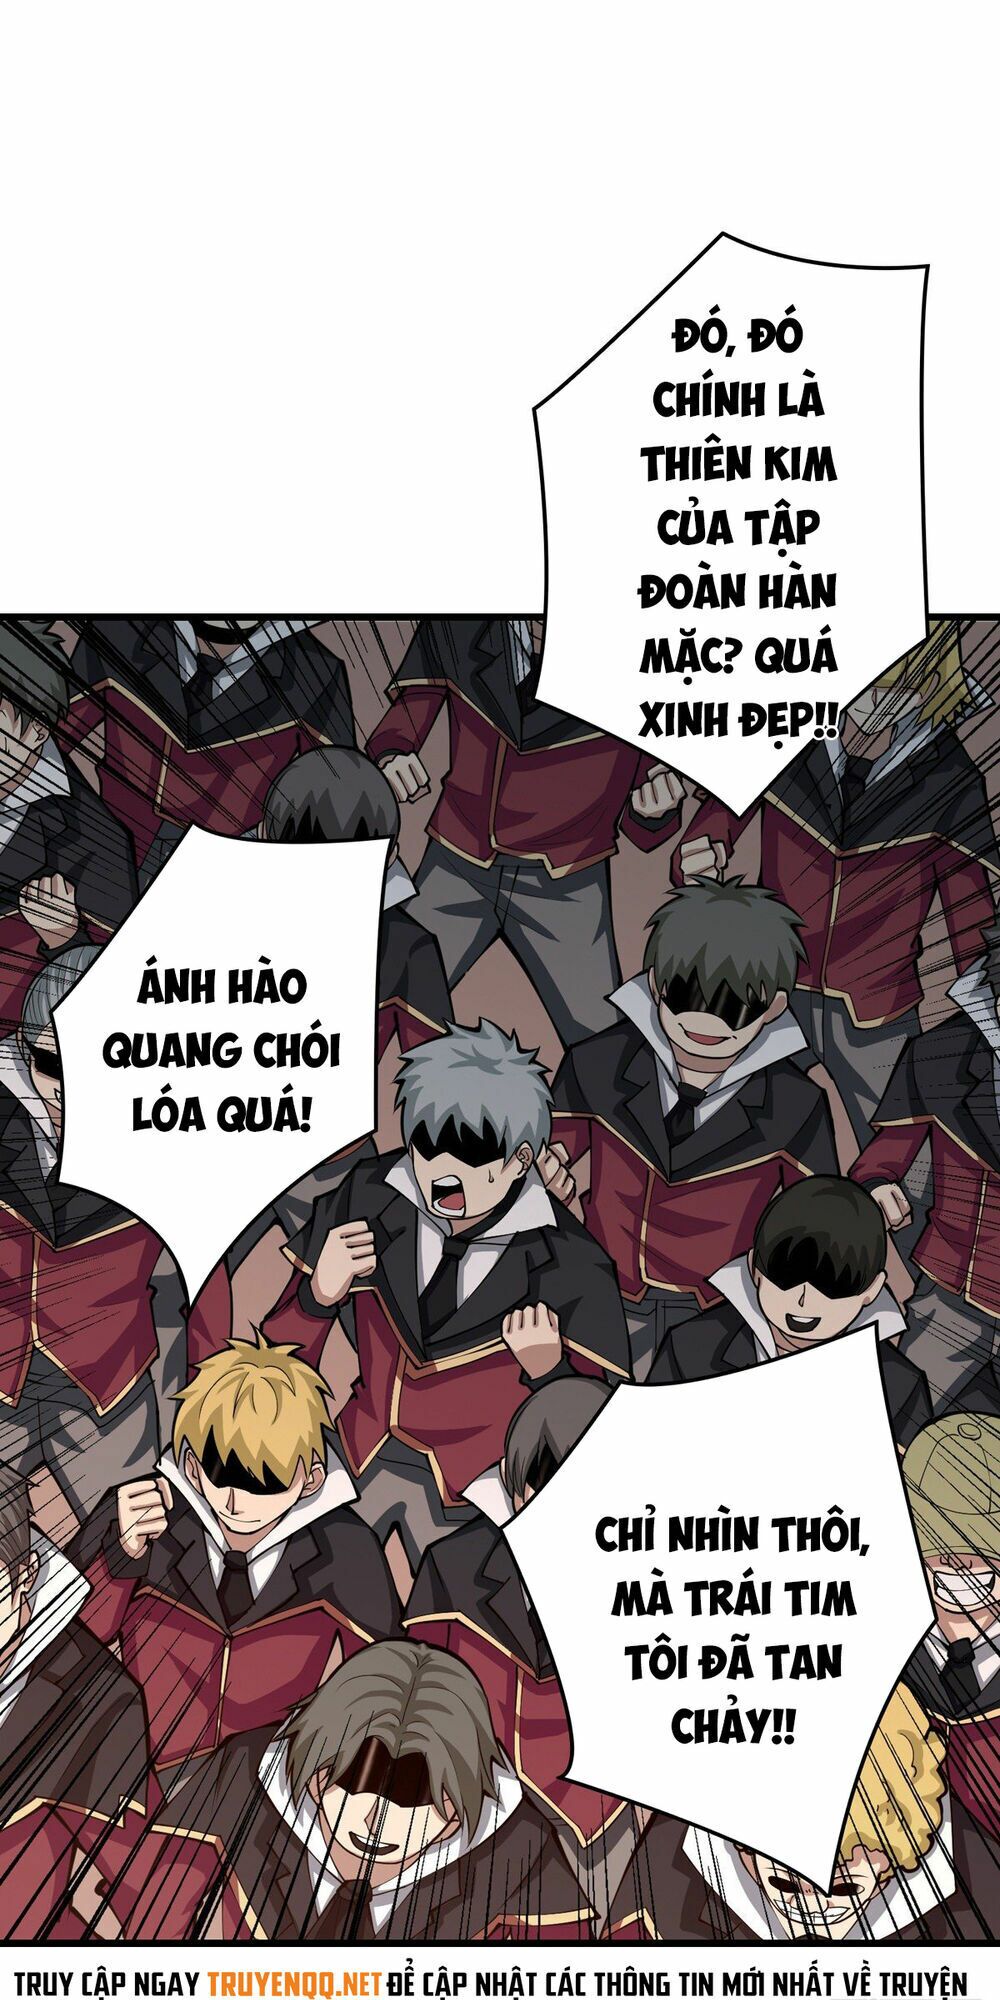 ĐÓ, ĐÓ
CHÍNH LÀ
THIÊN KIM
CỦA TẬP
ĐOÀN HÀN
MẶC? QUÁ
XINH ĐẸP!!
ÁNH HÀO
QUANG CHÓI
LÓA QUÁ!
CHỈ NHÌN THÔI,
MÀ TRÁI TIM
TÔI ĐÃ TAN
CHẢY!!
TRUY CẬP NGAY TRUYENQQ.NET ĐỂ CẬP NHẬT CÁC THÔNG TIN MỚI NHẤT VỀ TRUYỆN